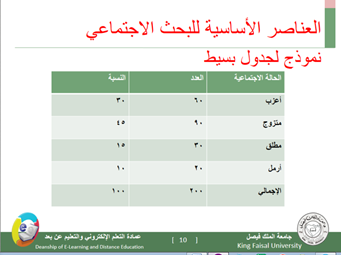 العناصر الأساسية للبحث الاجتماعي
نموذج لجدول بسيط
الحالة الاجتماعية العدد النسبة
أعزب ٦٠ ٣٠
متزوج ٩٠ ٤٥
مطلق ٣٠ ١٥
أرمل ٢٠ ١٠
الإجمالي ٢٠٠ ١٠٠
جامعة الملك فيصل
King Faisal University
[ 10 ]
عمادة التعلم الإلكتروني والتعليم عن بعد
Deanship of E-Learning and Distance Education